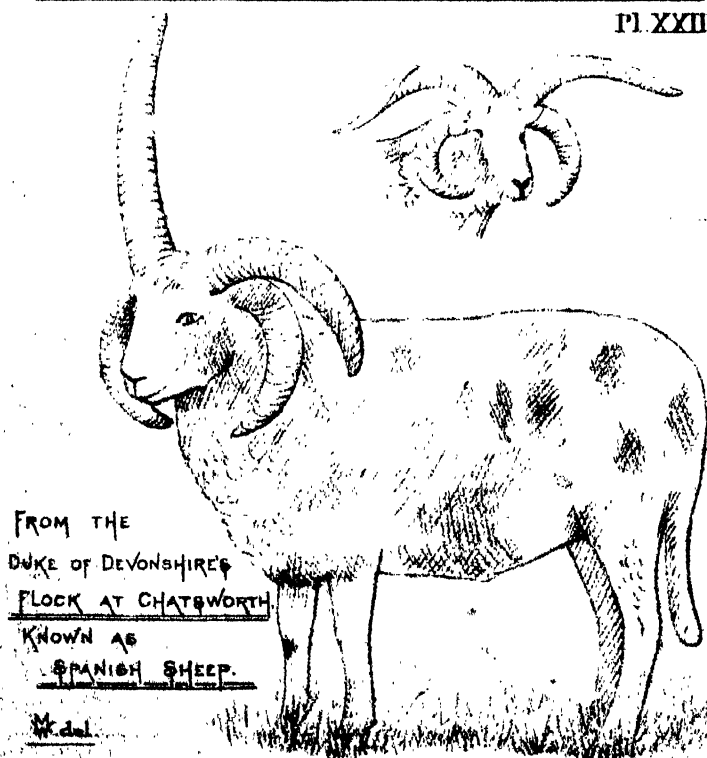 Pl. XXII
FROM THE
DUKE OF DEVONSHIRE'S
FLOCK AT CHATSWORTH.
KNOWN AS
SPANISH SHEEP.
del.